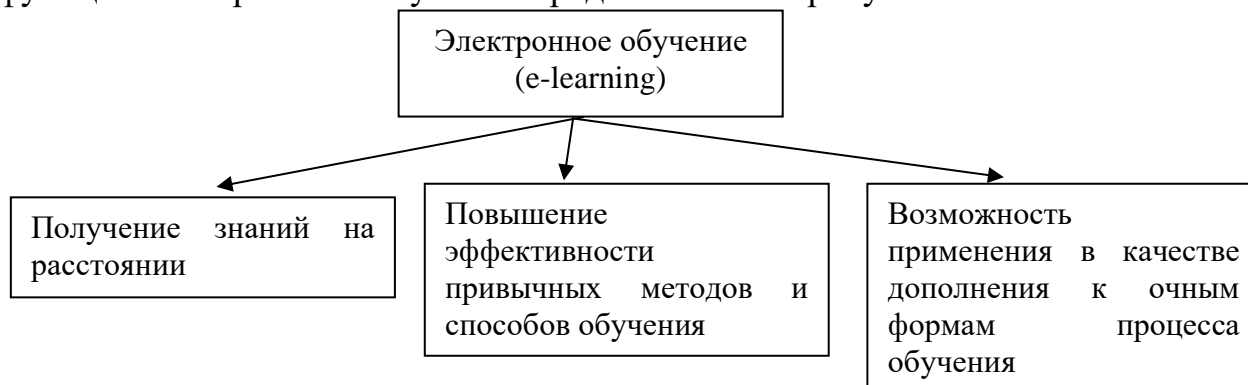 Электронное обучение
(e-learning)
Получение знаний на
расстоянии
Повышение
эффективности
привычных методов и
способов обучения
Возможность
применения в качестве
дополнения к очным
формам процесса
обучения